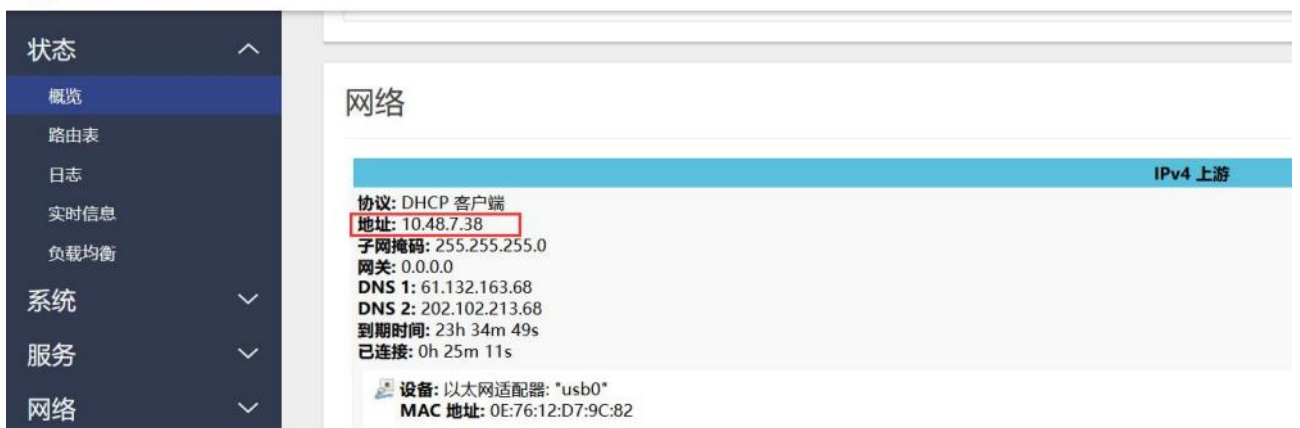 状态
概览
路由表
日志
实时信息
负载均衡
系统
服务
网络
网络
IPv4 上游
协议: DHCP 客户端
地址: 10.48.7.38
子网掩码: 255.255.255.0
网关: 0.0.0.0
DNS 1: 61.132.163.68
DNS 2: 202.102.213.68
到期时间: 23h 34m 49s
已连接: 0h 25m 11s
设备: 以太网适配器: "usb0"
MAC 地址: 0E:76:12:D7:9C:82